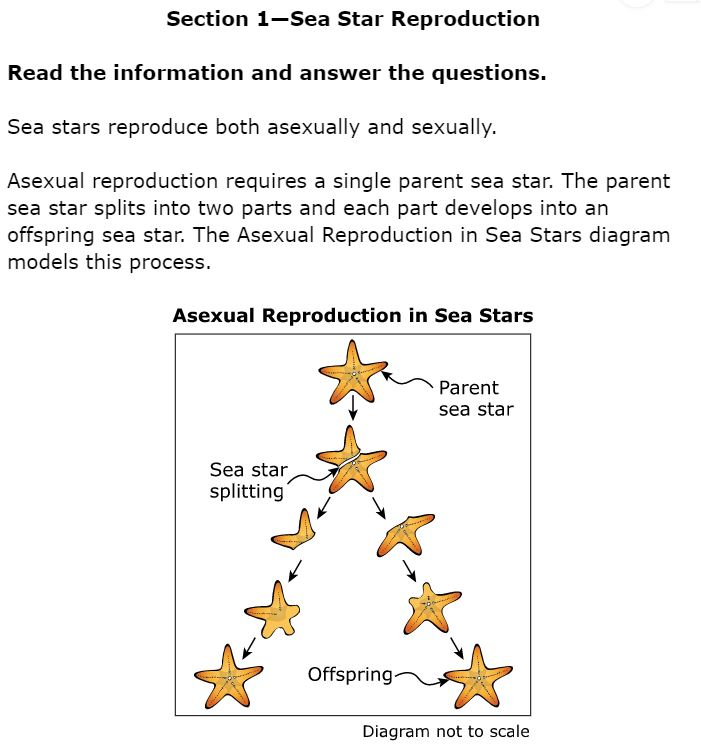 Section 1—Sea Star Reproduction
Read the information and answer the questions.
Sea stars reproduce both asexually and sexually.
Asexual reproduction requires a single parent sea star. The parent
sea star splits into two parts and each part develops into an
offspring sea star. The Asexual Reproduction in Sea Stars diagram
models this process.
Asexual Reproduction in Sea Stars
Parent
sea star
Sea star
splitting
Offspring
Diagram not to scale